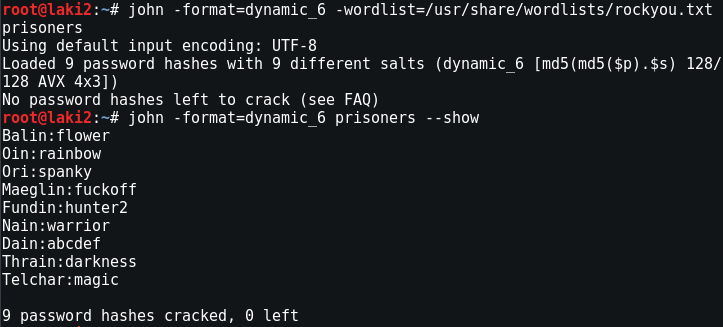 root@laki2:~# john -format=dynamic_6 -wordlist=/usr/share/wordlists/rockyou.txt
prisoners
Using default input encoding: UTF-8
Loaded 9 password hashes with 9 different salts (dynamic_6 [md5(md5($p).$s) 128/
128 AVX 4x3])
No password hashes left to crack (see FAQ)
root@laki2:~# john -format=dynamic_6 prisoners --show
Balin:flower
Oin:rainbow
Ori:spanky
Maeglin:fuckoff
Fundin:hunter2
Nain:warrior
Dain:abcdef
Thrain:darkness
Telchar:magic

9 password hashes cracked, 0 left